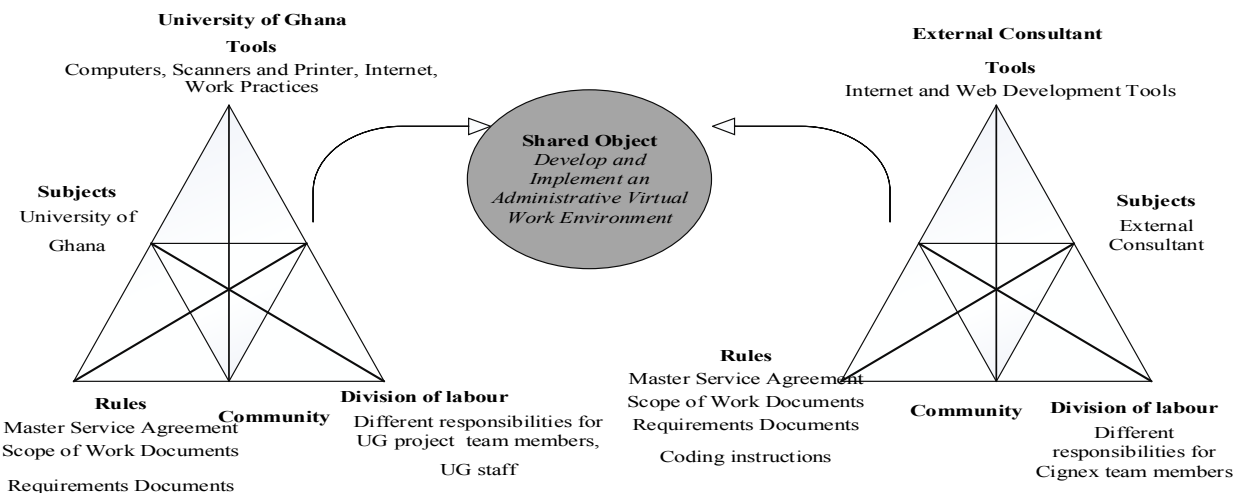 University of Ghana
Tools
Computers, Scanners and Printer, Internet,
Work Practices
Subjects
University of
Ghana
Rules
Master Service Agreement
Scope of Work Documents
Requirements Documents
Community
Division of labour
Different responsibilities for
UG project team members,
UG staff
Shared Object
Develop and
Implement an
Administrative Virtual
Work Environment
External Consultant
Tools
Internet and Web Development Tools
Subjects
External
Consultant
Rules
Master Service Agreement
Scope of Work Documents
Requirements Documents
Coding instructions
Community
Division of labour
Different
responsibilities for
Cignex team members